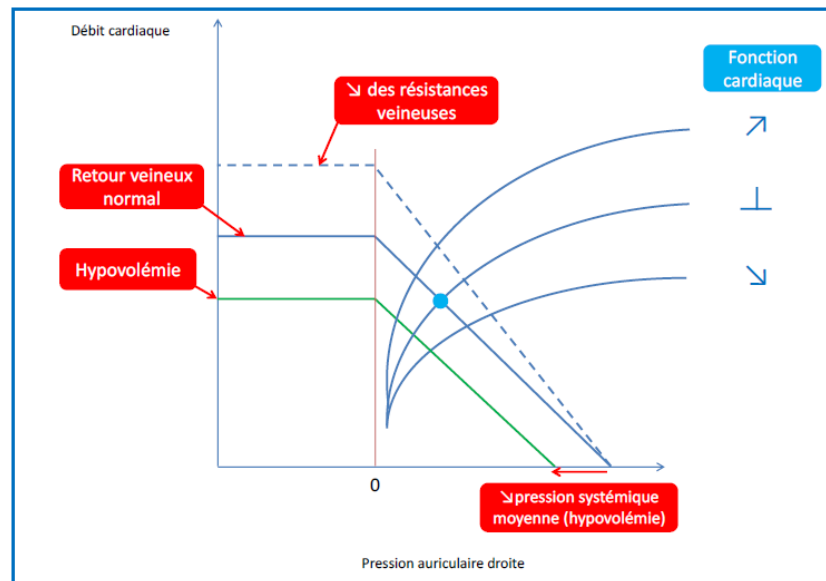 Débit cardiaque
Fonction
cardiaque
↘ des résistances
veineuses
↗
Retour veineux
normal
⊥
Hypovolémie
↘
0
↘pression systémique
moyenne (hypovolémie)
Pression auriculaire droite